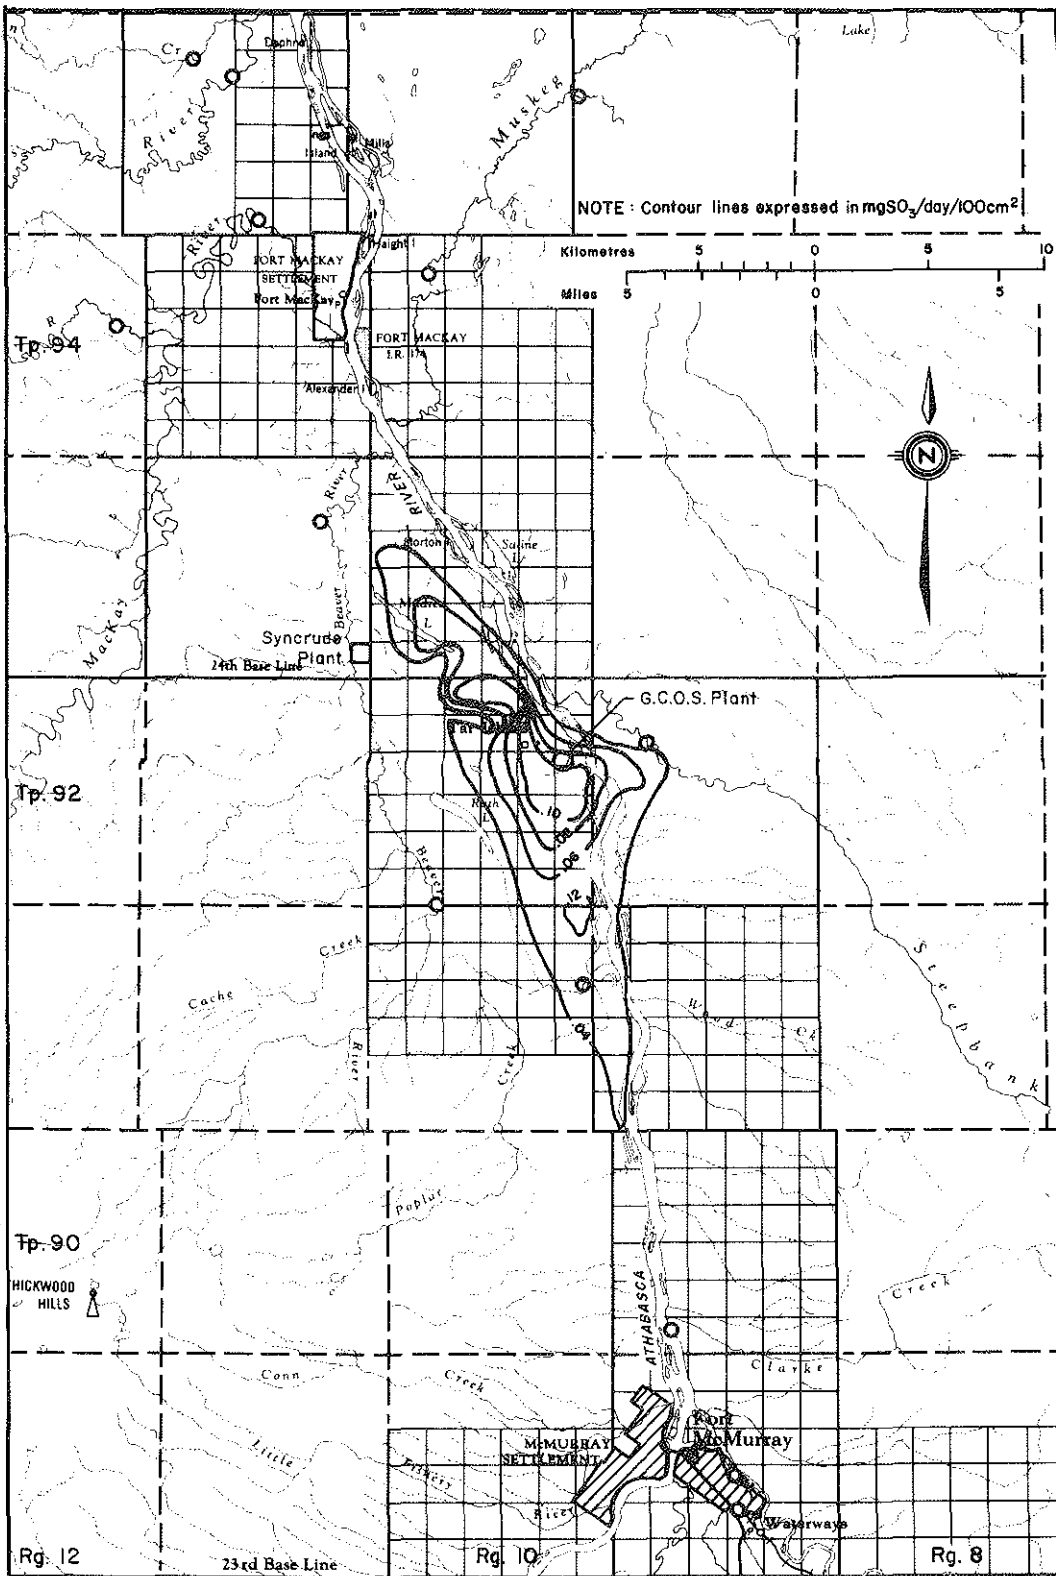 Lake
Cr
Daphne
River
Muskeg
Island
Mills
NOTE : Contour lines expressed in mgSO3/day/100cm2
River
Haight I
Kilometres 5 0 5 10
FORT MACKAY
SETTLEMENT
Fort MacKay
Miles 5 0 5
R
Tp. 94
FORT MACKAY
I.R. 174
Alexander I
N
River
RIVER
Morton I
Saline
L
Beaver
MacKay
L
Syncrude
Plant
24th Base Line
G.C.O.S. Plant
Tar
Tp. 92
.10
Ruth
L
.08
.06
Beaver
.12
Creek
Cache
Steepbank
Wood Ck
.04
River
Creek
Poplar
Tp. 90
THICKWOOD
HILLS
ATHABASCA
Creek
Clarke
Conn
Creek
Fort
McMurray
McMURRAY
SETTLEMENT
Little
Fishery
River
Waterways
Rg. 12
23rd Base Line
Rg. 10
Rg. 8